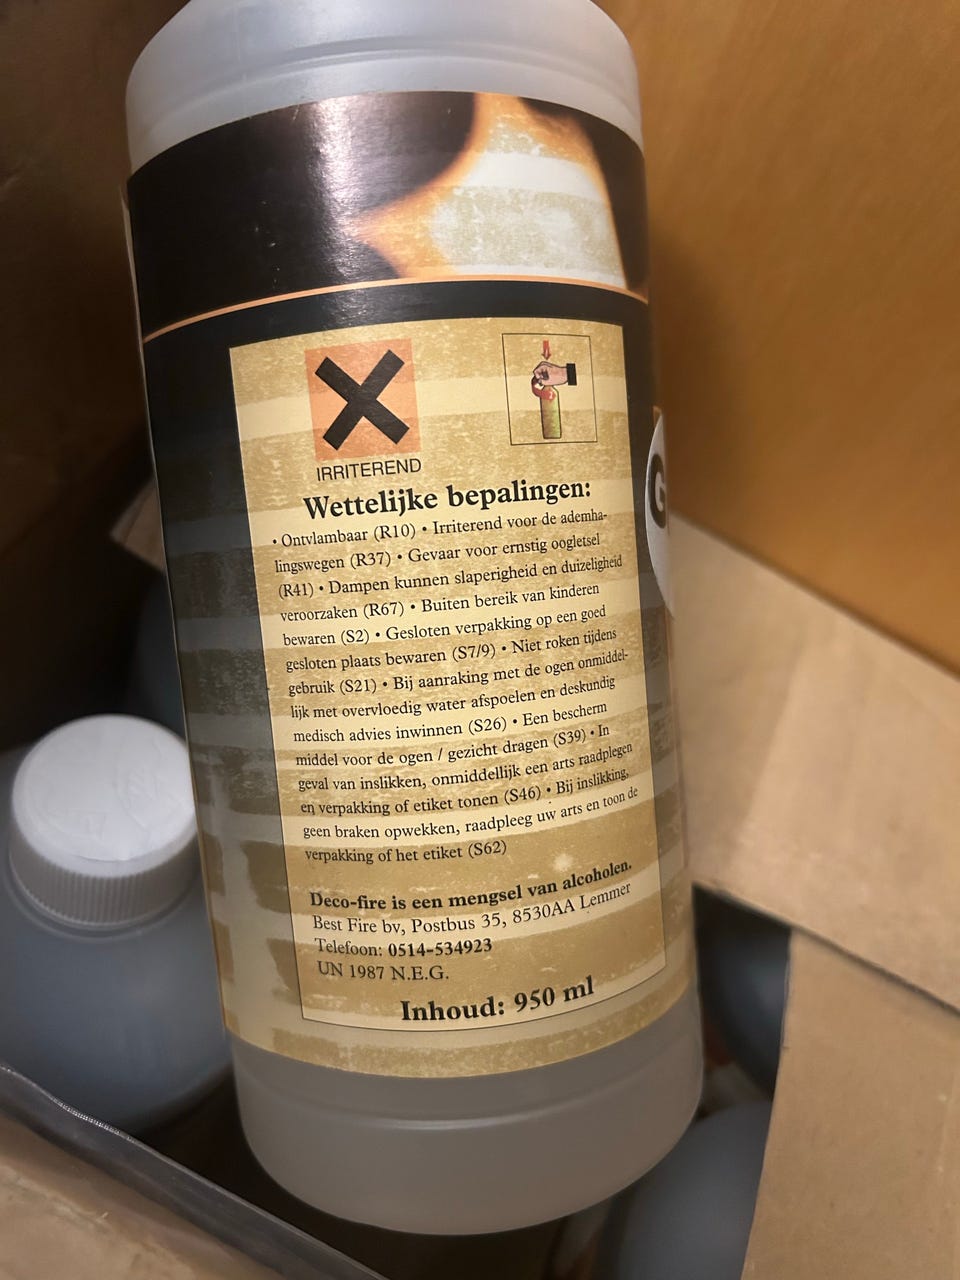 IRRITEREND
Wettelijke bepalingen:
• Ontvlambaar (R10) • Irriterend voor de ademha-
lingswegen (R37) • Gevaar voor ernstig oogletsel
(R41) • Dampen kunnen slaperigheid en duizeligheid
veroorzaken (R67) • Buiten bereik van kinderen
bewaren (S2) • Gesloten verpakking op een goed
gesloten plaats bewaren (S7/9) • Niet roken tijdens
gebruik (S21) • Bij aanraking met de ogen onmiddel-
lijk met overvloedig water afspoelen en deskundig
medisch advies inwinnen (S26) • Een bescherm
middel voor de ogen / gezicht dragen (S39) • In
geval van inslikken, onmiddellijk een arts raadplegen
en verpakking of etiket tonen (S46) • Bij inslikking,
geen braken opwekken, raadpleeg uw arts en toon de
verpakking of het etiket (S62)
Deco-fire is een mengsel van alcoholen.
Best Fire bv, Postbus 35, 8530AA Lemmer
Telefoon: 0514-534923
UN 1987 N.E.G.
Inhoud: 950 ml
G